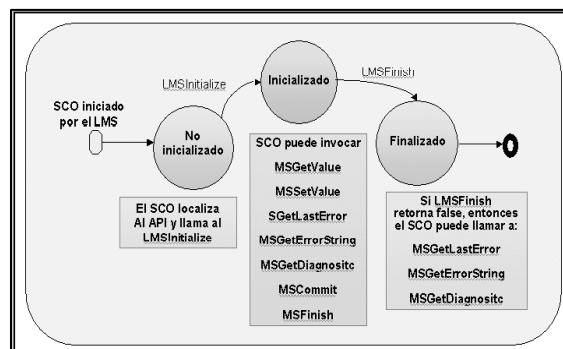 LMSInitialize
Inicializado
LMSFinish
SCO iniciado
por el LMS
No
inicializado
Finalizado
SCO puede invocar
MSGetValue
MSSetValue
SGetLastError
MSGetErrorString
MSGetDiagnositc
MSCommit
MSFinish
El SCO localiza
Al API y llama al
LMSInitialize
Si LMSFinish
retorna false, entonces
el SCO puede llamar a:
MSGetLastError
MSGetErrorString
MSGetDiagnositc